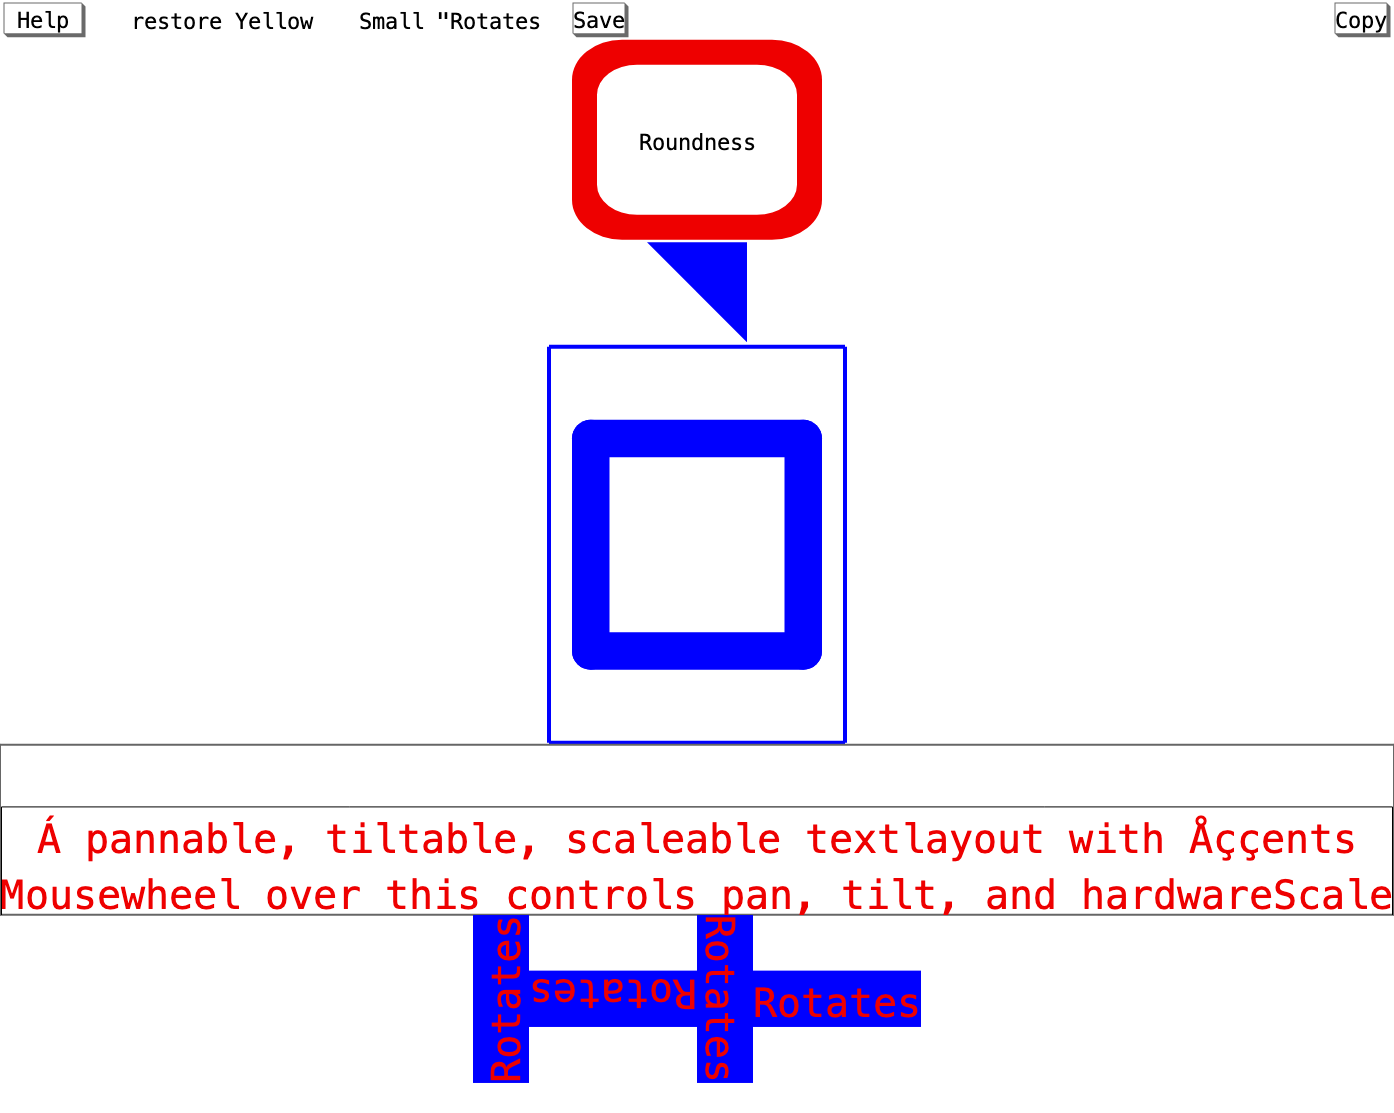 Help restore Yellow Small "Rotates Save Copy
Roundness
Á pannable, tiltable, scaleable textlayout with Åççents
Mousewheel over this controls pan, tilt, and hardwareScale
Rotates
Rotates
Rotates
Rotates